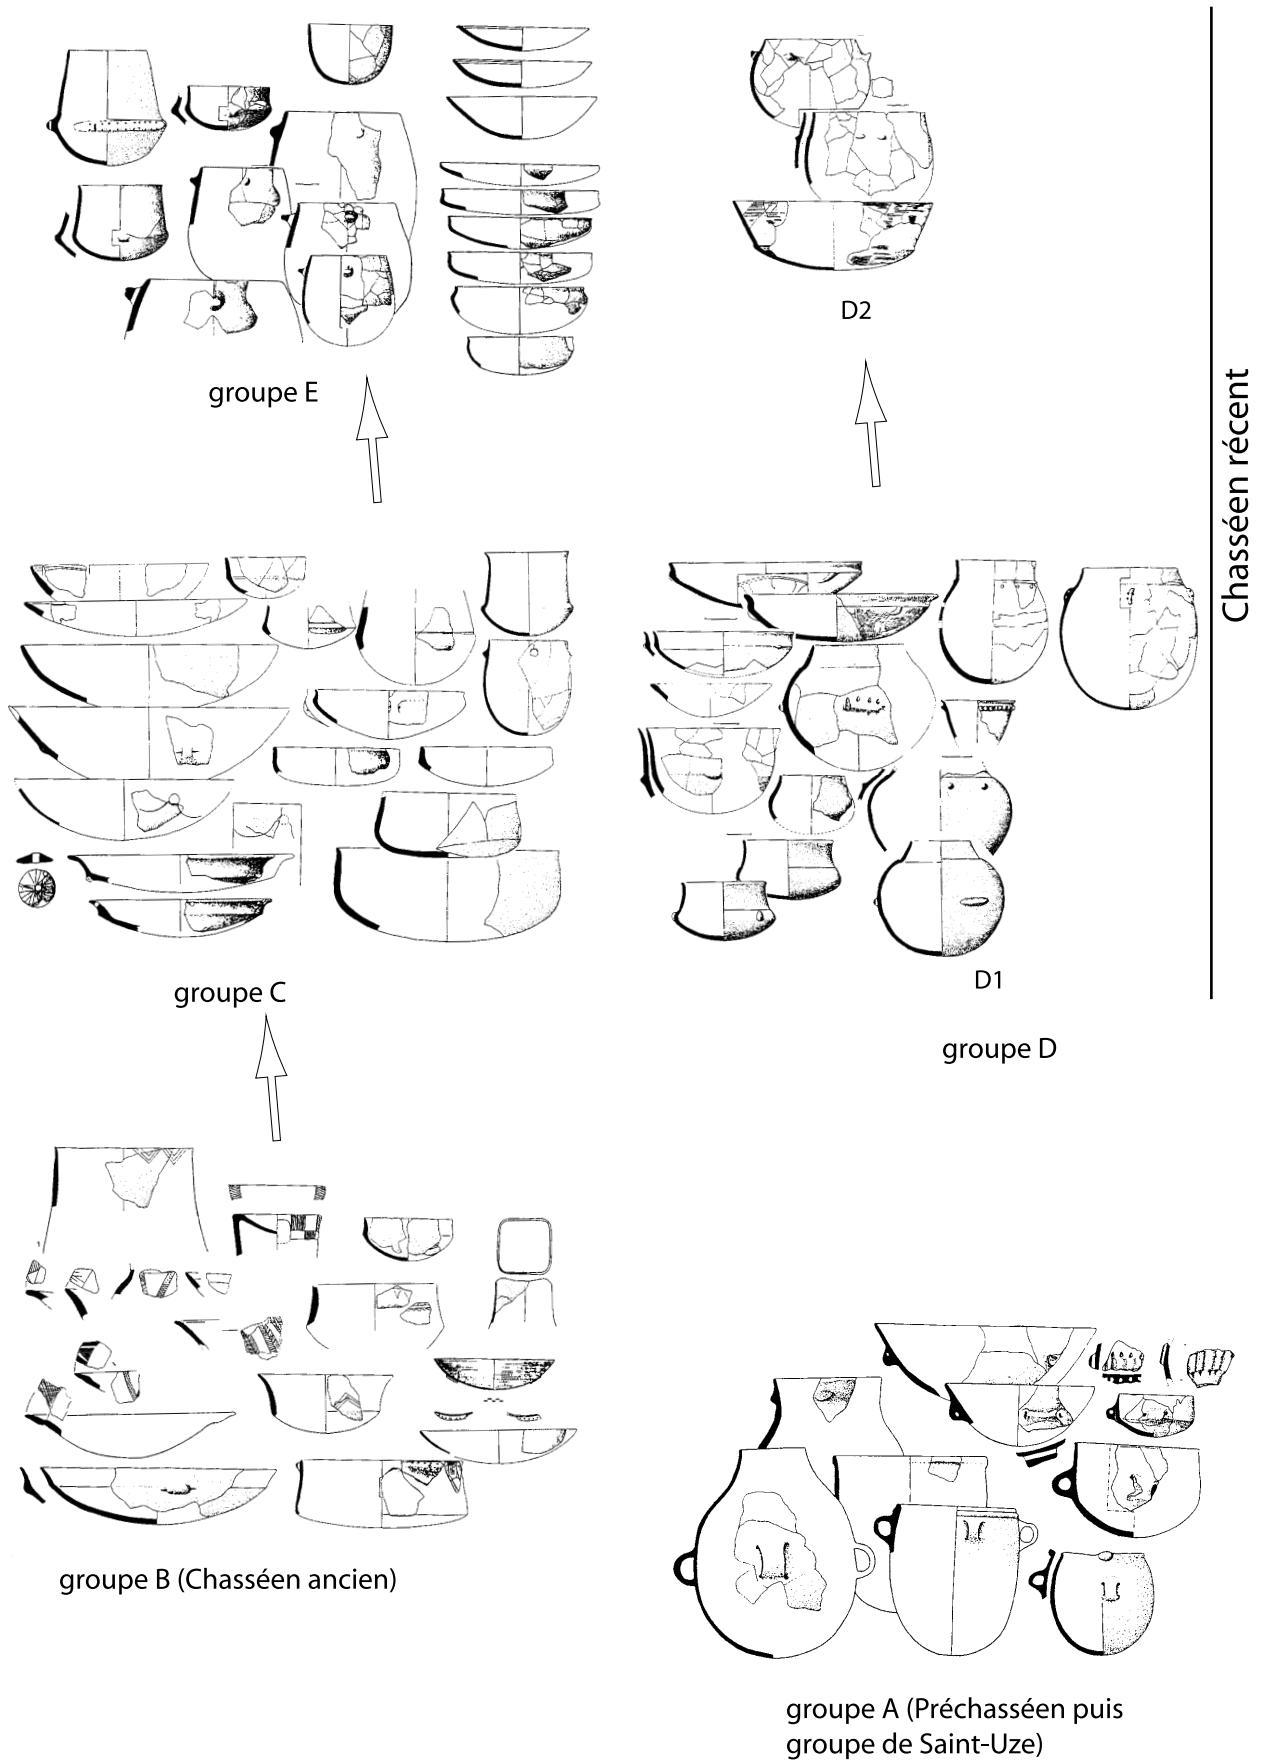 groupe E
D2
Chasséen récent
groupe C
D1
groupe D
groupe B (Chasséen ancien)
groupe A (Préchasséen puis
groupe de Saint-Uze)